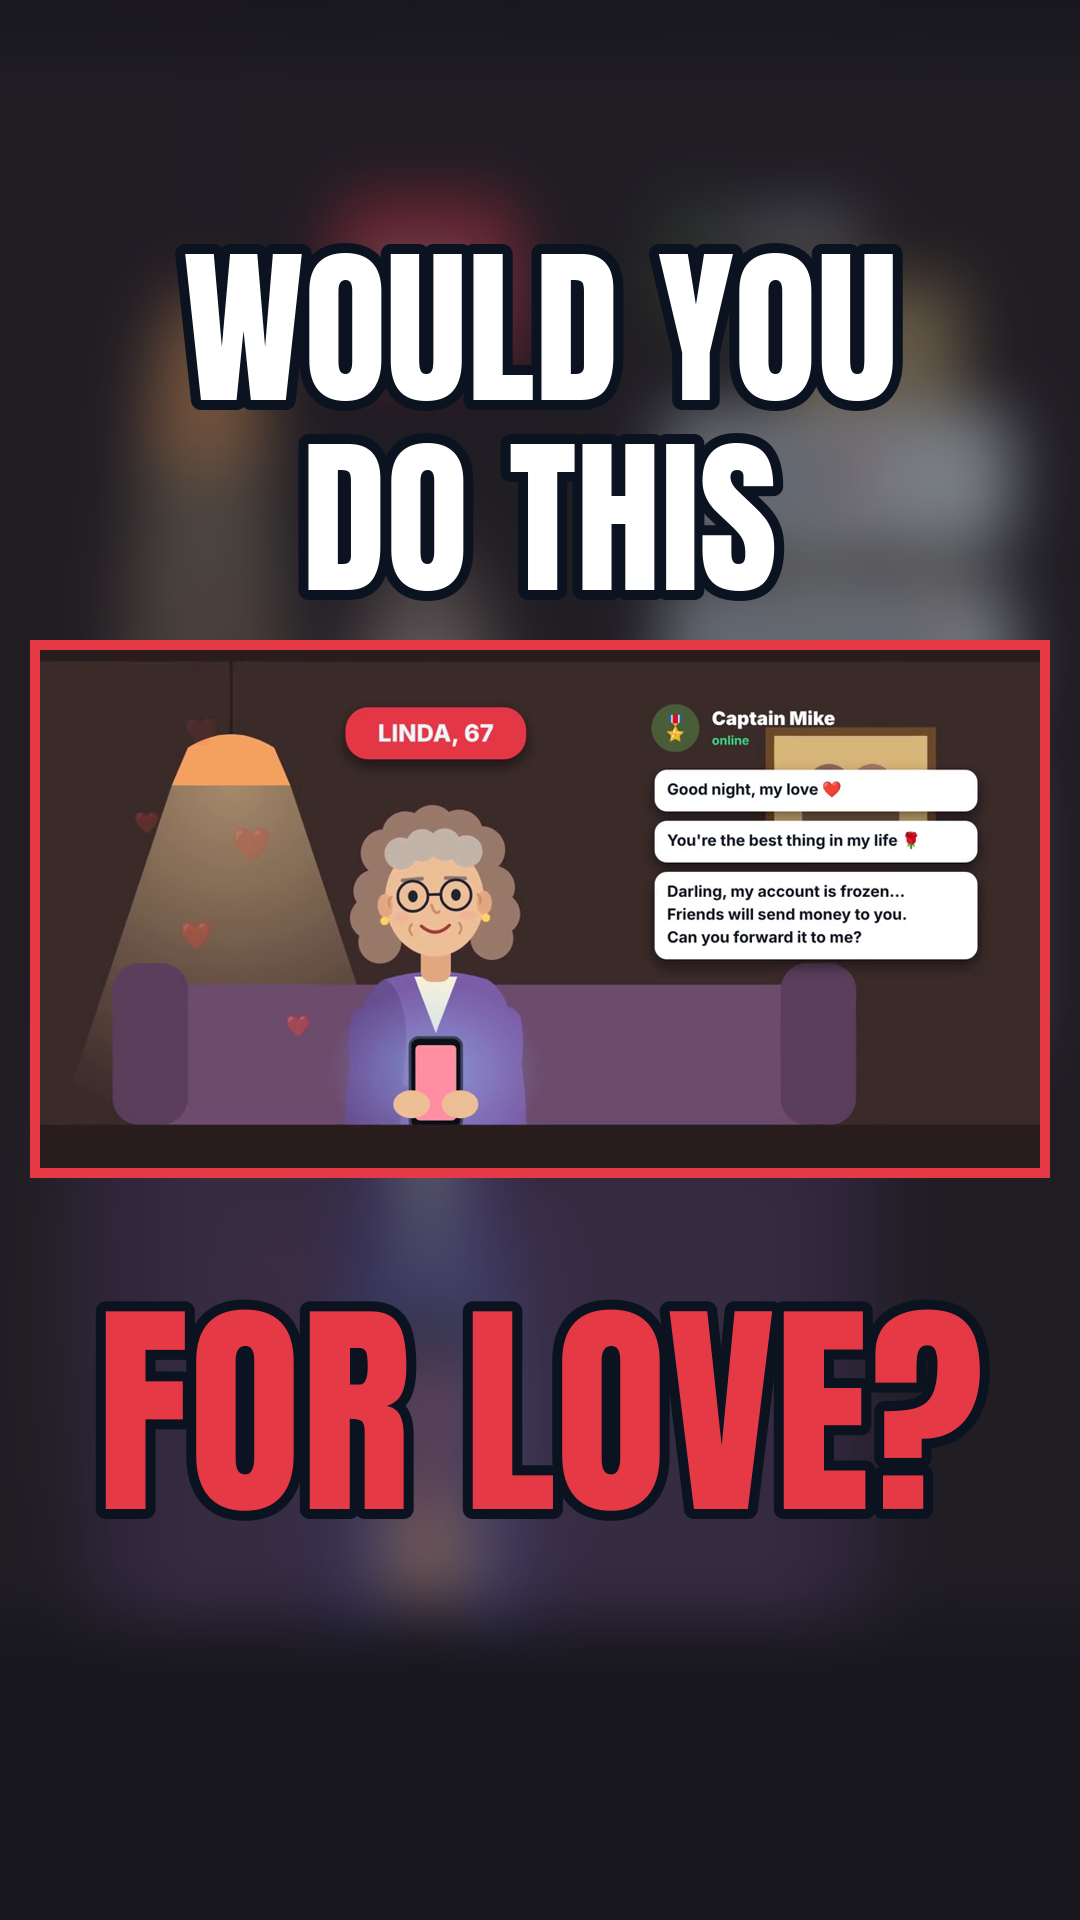 WOULD YOU
DO THIS
LINDA, 67
Captain Mike
online
Good night, my love ❤️
You're the best thing in my life 🌹
Darling, my account is frozen...
Friends will send money to you.
Can you forward it to me?
FOR LOVE?